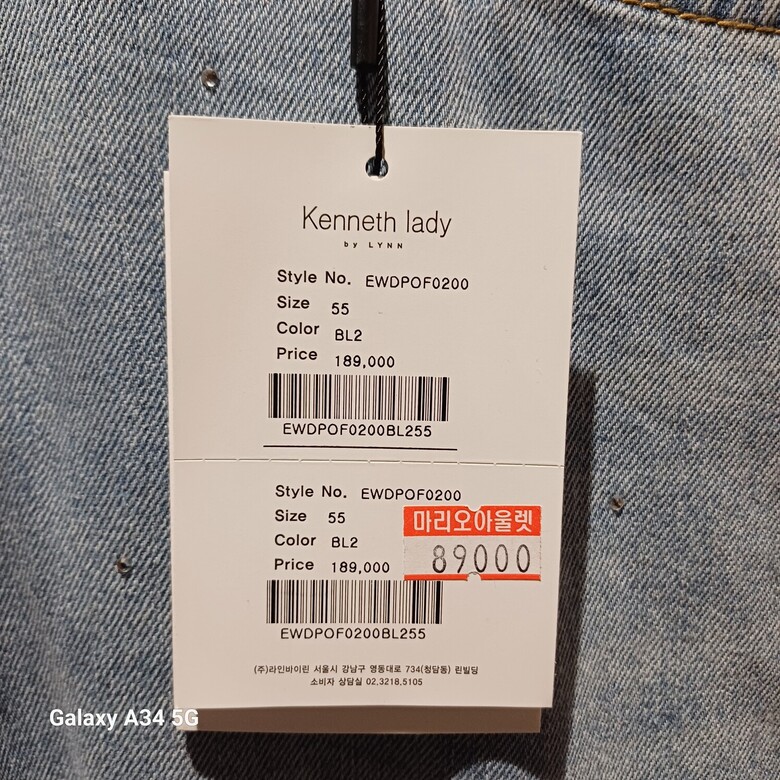 Kenneth lady
by LYNN
Style No. EWDPOF0200
Size 55
Color BL2
Price 189,000
EWDPOF0200BL255
Style No. EWDPOF0200
Size 55
Color BL2
Price 189,000
마리오아울렛
89000
EWDPOF0200BL255
(주)라인바이린 서울시 강남구 영동대로 734(청담동) 린빌딩
소비자 상담실 02.3218.5105
Galaxy A34 5G